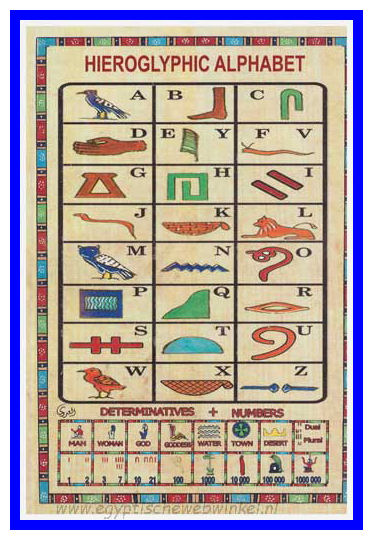 HIEROGLYPHIC ALPHABET
A B C
D E Y F V
G H I
J K L
M N O
P Q R
S T U
W X Z
DETERMINATIVES + NUMBERS
MAN WOMAN GOD GODDESS WATER TOWN DESERT Dual
Plural
1 2 3 7 10 21 100 1000 10 000 100 000 1000 000
www.egyptischewebwinkel.nl